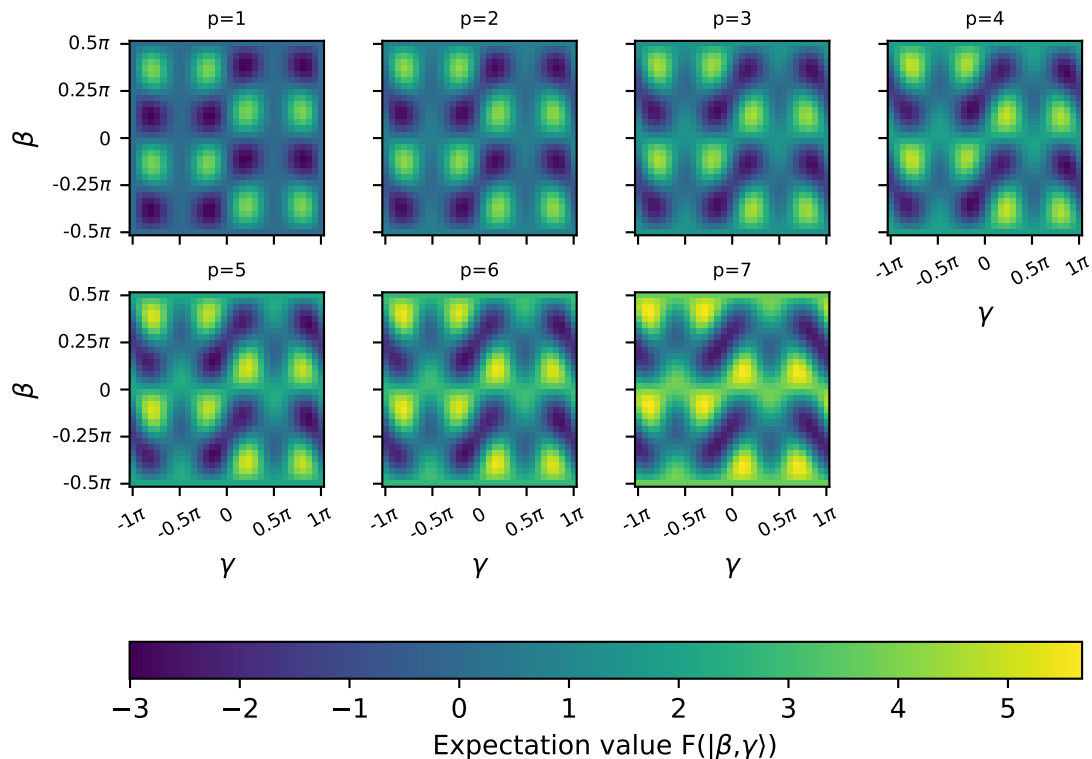 p=1 p=2 p=3 p=4
0.5π
0.25π
0
-0.25π
-0.5π
β
-1π -0.5π 0 0.5π 1π
γ
p=5 p=6 p=7
0.5π
0.25π
0
-0.25π
-0.5π
β
-1π -0.5π 0 0.5π 1π -1π -0.5π 0 0.5π 1π -1π -0.5π 0 0.5π 1π
γ γ γ
−3 −2 −1 0 1 2 3 4 5
Expectation value F(|β,γ⟩)